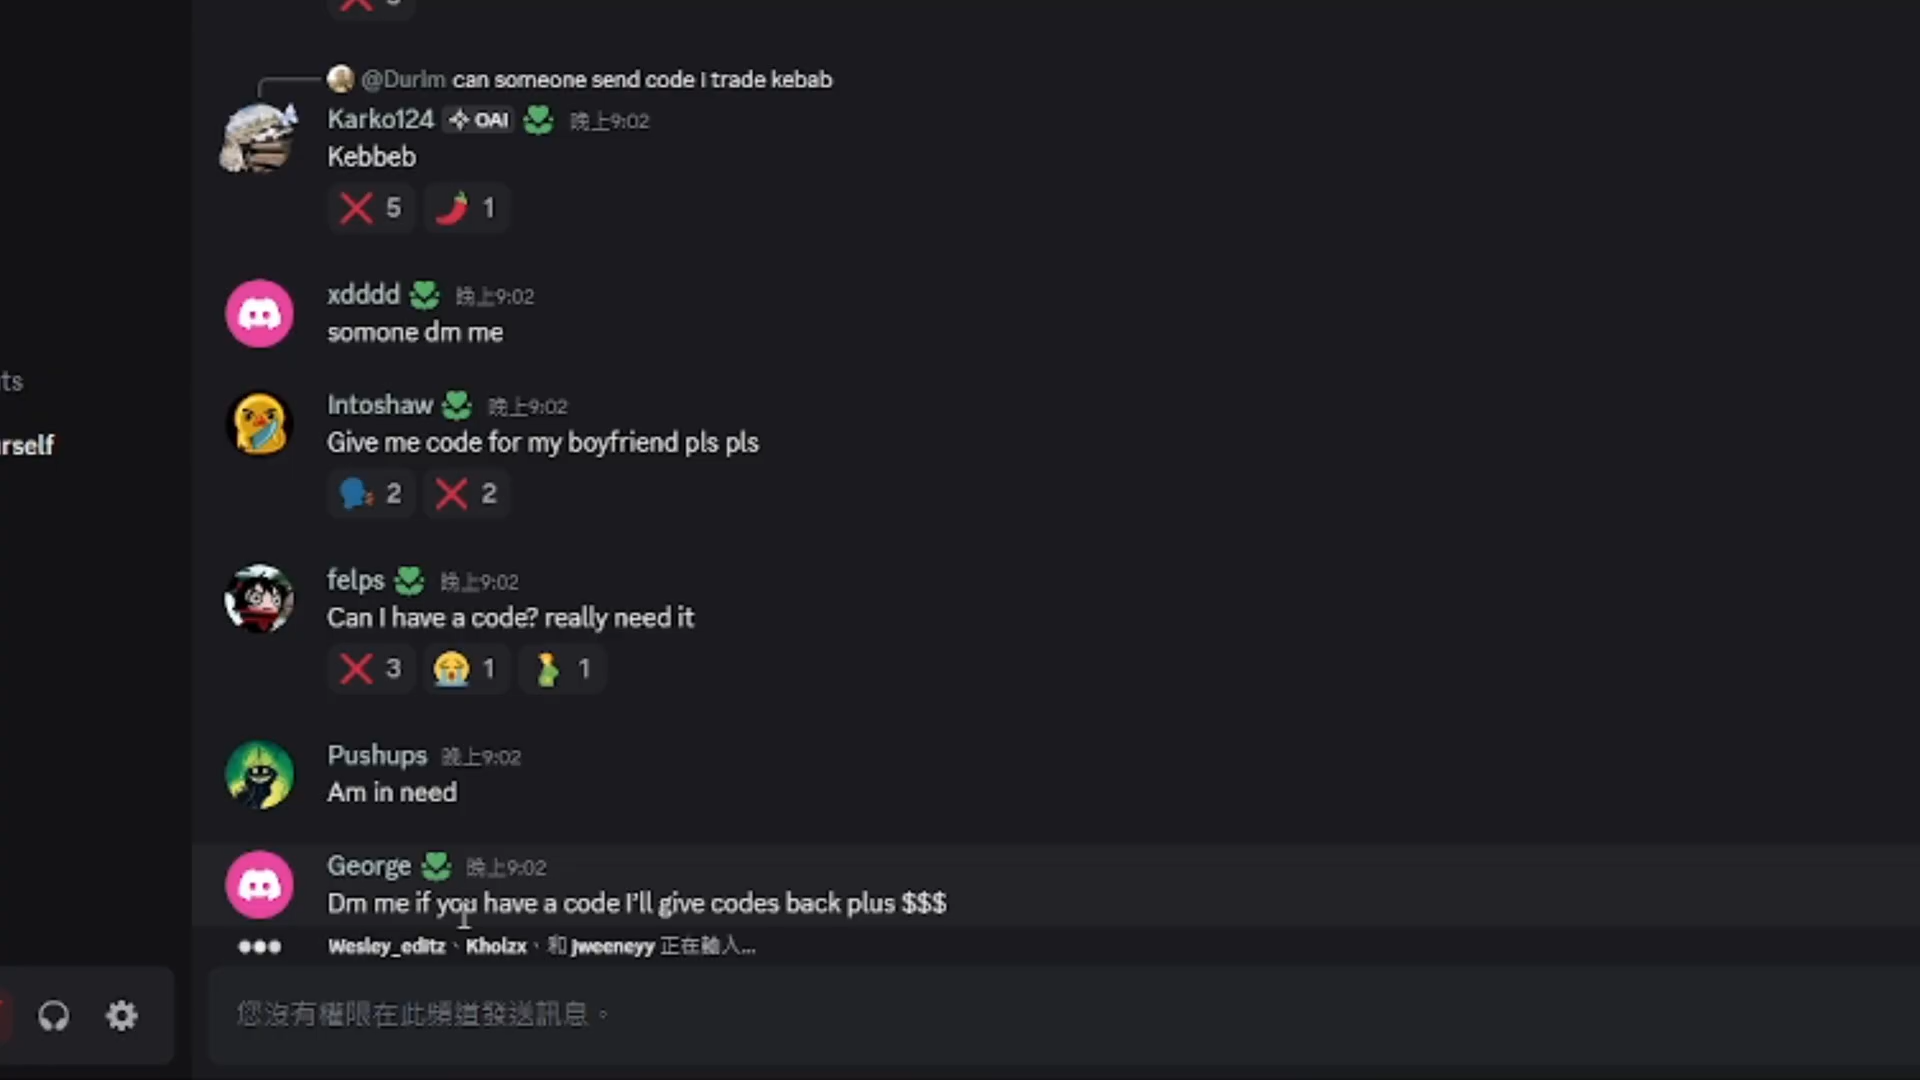 @Durlm can someone send code I trade kebab
Karko124 OAI 晚上9:02
Kebbeb
5 1
xdddd 晚上9:02
somone dm me
Intoshaw 晚上9:02
Give me code for my boyfriend pls pls
2 2
felps 晚上9:02
Can I have a code? really need it
3 1 1
Pushups 晚上9:02
Am in need
George 晚上9:02
Dm me if you have a code I'll give codes back plus $$$
Wesley_editz、Kholzx、和 Jweeneyy 正在輸入...
您沒有權限在此頻道發送訊息。
ts
rself